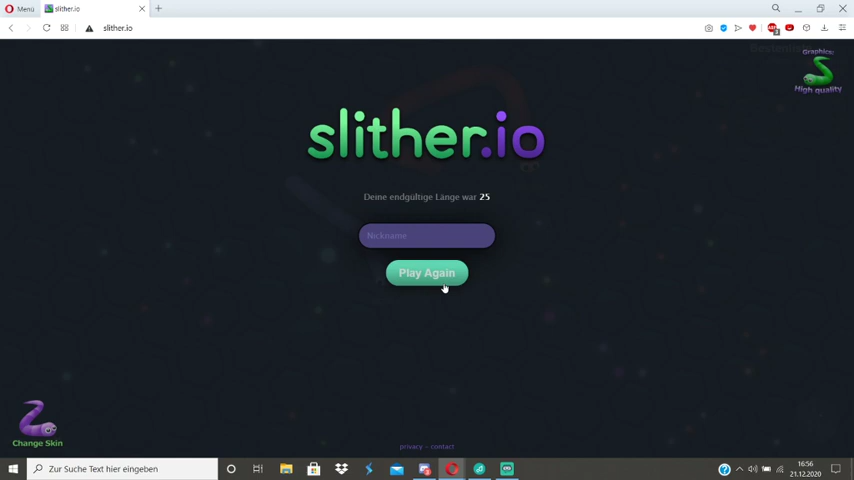 Menü
slither.io
slither.io
Graphics:
High quality
slither.io
Deine endgültige Länge war 25
Nickname
Play Again
Change Skin
privacy - contact
Zur Suche Text hier eingeben
16:56
21.12.2020